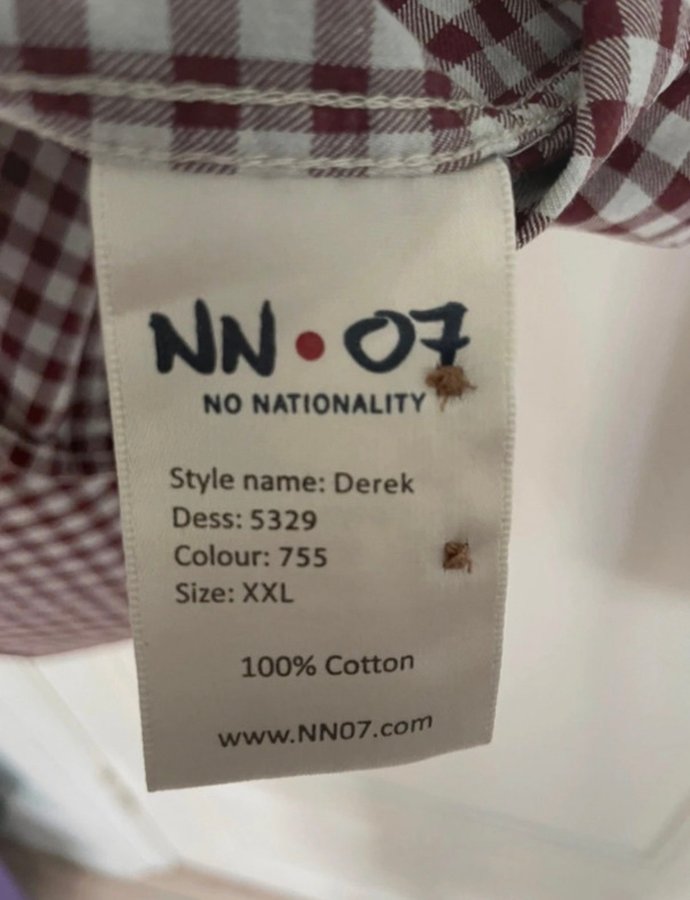 NN • 07
NO NATIONALITY
Style name: Derek
Dess: 5329
Colour: 755
Size: XXL
100% Cotton
www.NN07.com